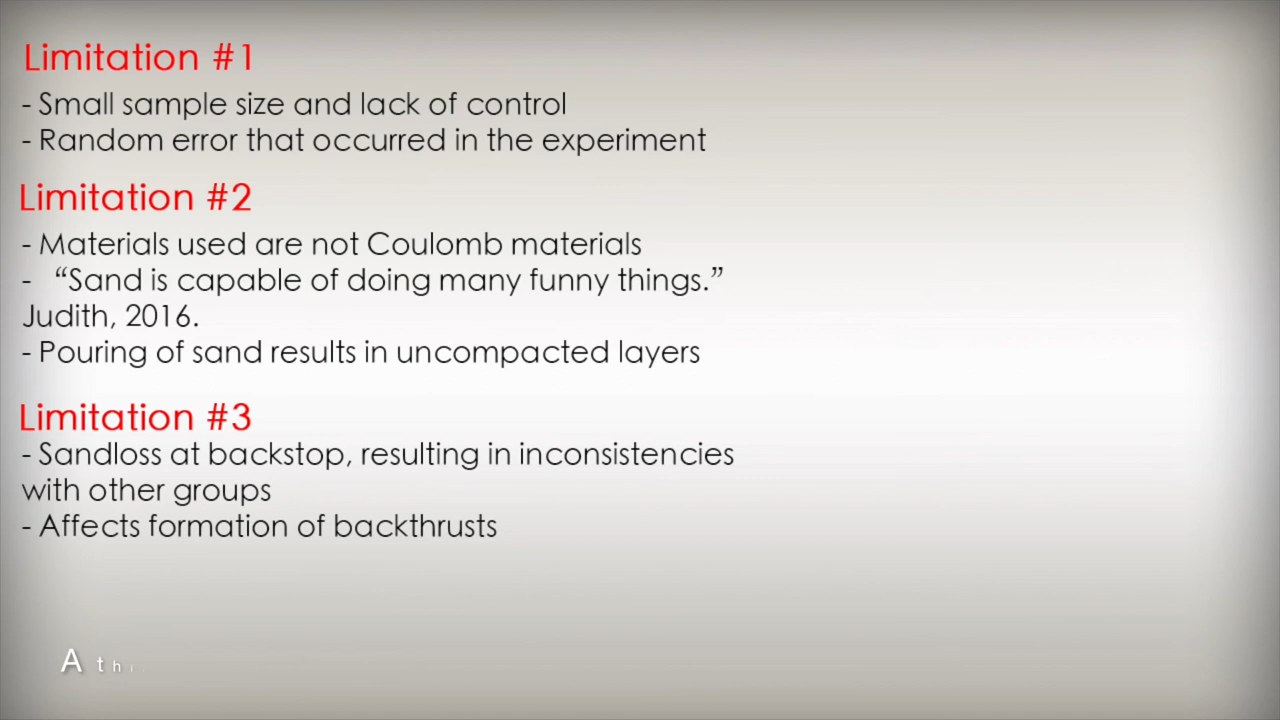 Limitation #1
- Small sample size and lack of control
- Random error that occurred in the experiment
Limitation #2
- Materials used are not Coulomb materials
- “Sand is capable of doing many funny things.”
Judith, 2016.
- Pouring of sand results in uncompacted layers
Limitation #3
- Sandloss at backstop, resulting in inconsistencies
with other groups
- Affects formation of backthrusts
A thi